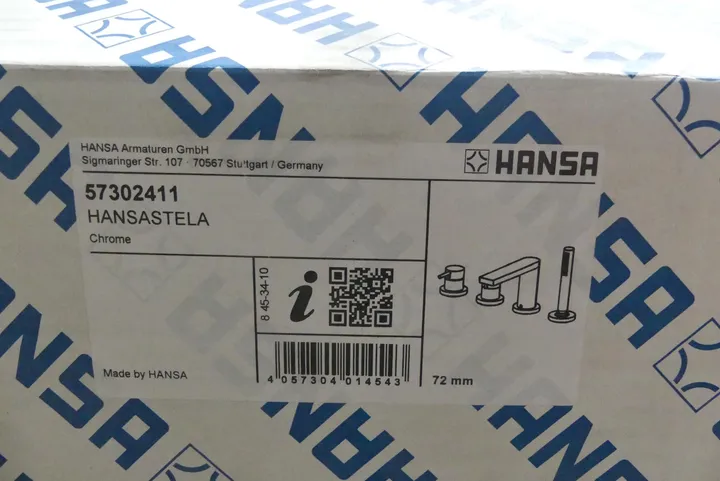 HANSA
HANSA
HANSA
HANSA Armaturen GmbH
Sigmaringer Str. 107 · 70567 Stuttgart / Germany
HANSA
57302411
HANSASTELA
Chrome
8 45-34-10
i
Made by HANSA
4 057304 014543
72 mm
HANSA
HANSA
HANSA